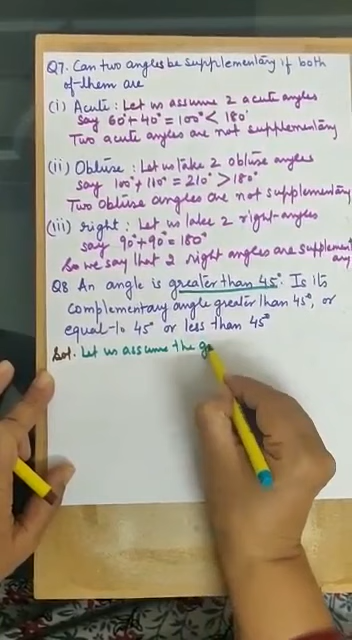 Q7. Can two angles be supplementary if both
of them are
(i) Acute : Let us assume 2 acute angles
say 60° + 40° = 100° < 180°
Two acute angles are not supplementary
(ii) Obtuse : Let us take 2 obtuse angles
say 100° + 110° = 210° > 180°
Two obtuse angles are not supplementary
(iii) right : Let us take 2 right angles
say 90° + 90° = 180°
So we say that 2 right angles are supplement
ary
Q8 An angle is greater than 45°. Is its
complementary angle greater than 45°, or
equal to 45° or less than 45°
Sol. Let us assume the g